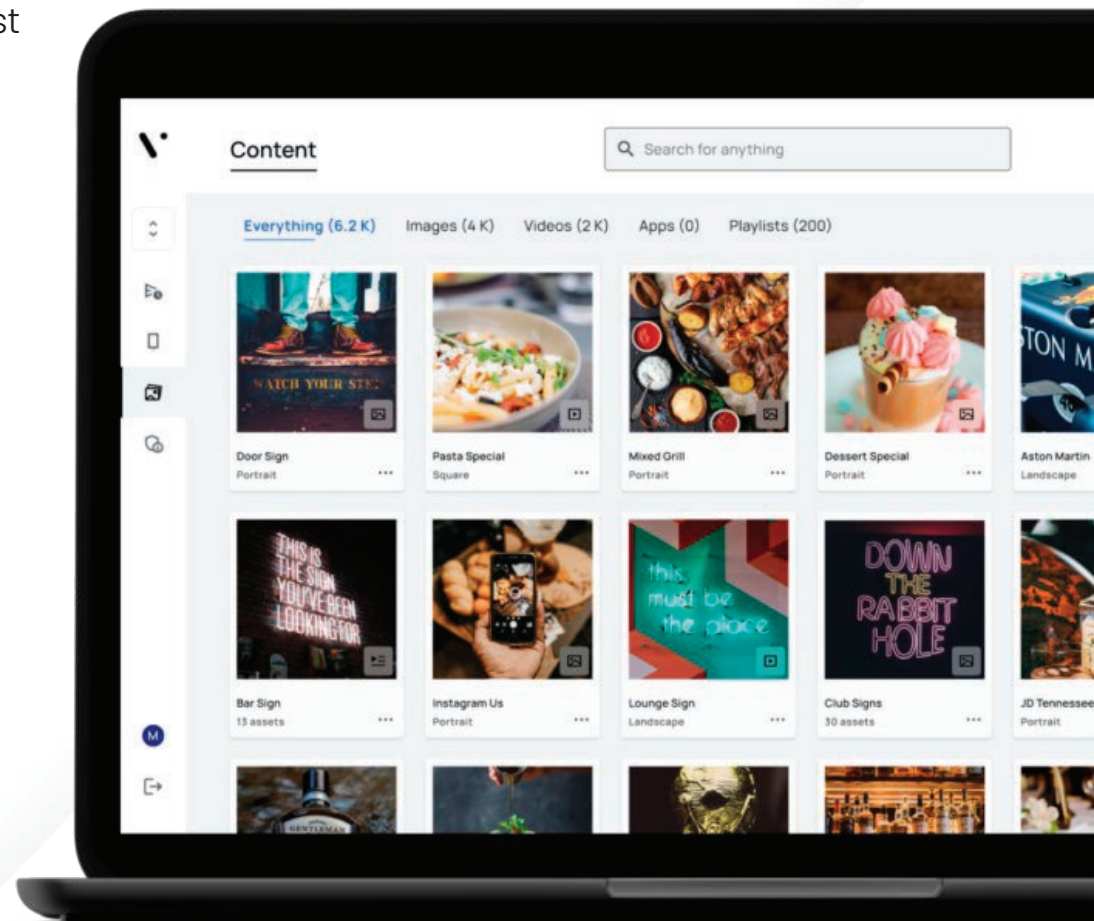 st
Content
Search for anything
Everything (6.2 K) Images (4 K) Videos (2 K) Apps (0) Playlists (200)
WATCH YOUR STEP
STON M
Door Sign
Portrait
Pasta Special
Square
Mixed Grill
Portrait
Dessert Special
Portrait
Aston Martin
Landscape
THIS IS
THE SIGN
YOU'VE BEEN
LOOKING FOR
this
must be
the place
DOWN
THE
RABBIT
HOLE
Bar Sign
13 assets
Instagram Us
Portrait
Lounge Sign
Landscape
Club Signs
30 assets
JD Tennessee
Portrait
M
GENTLEMAN